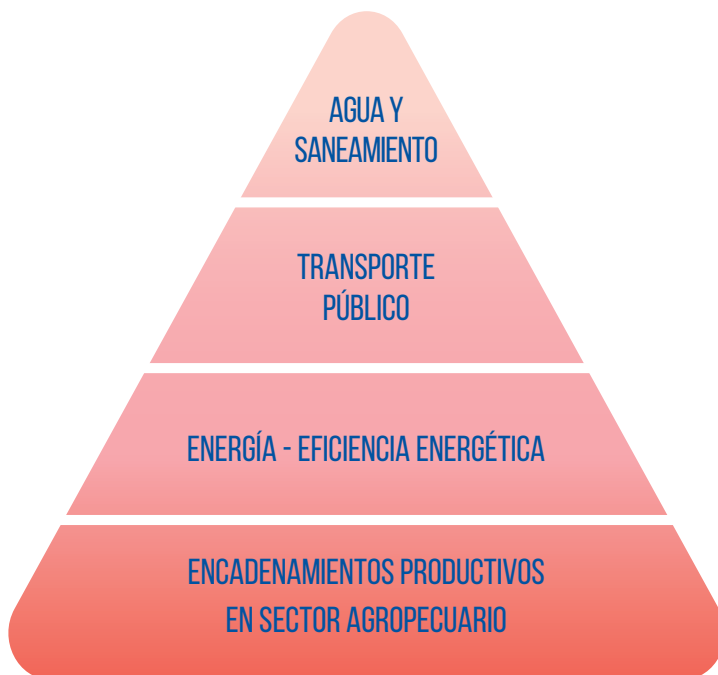 AGUA Y
SANEAMIENTO
TRANSPORTE
PÚBLICO
ENERGÍA - EFICIENCIA ENERGÉTICA
ENCADENAMIENTOS PRODUCTIVOS
EN SECTOR AGROPECUARIO